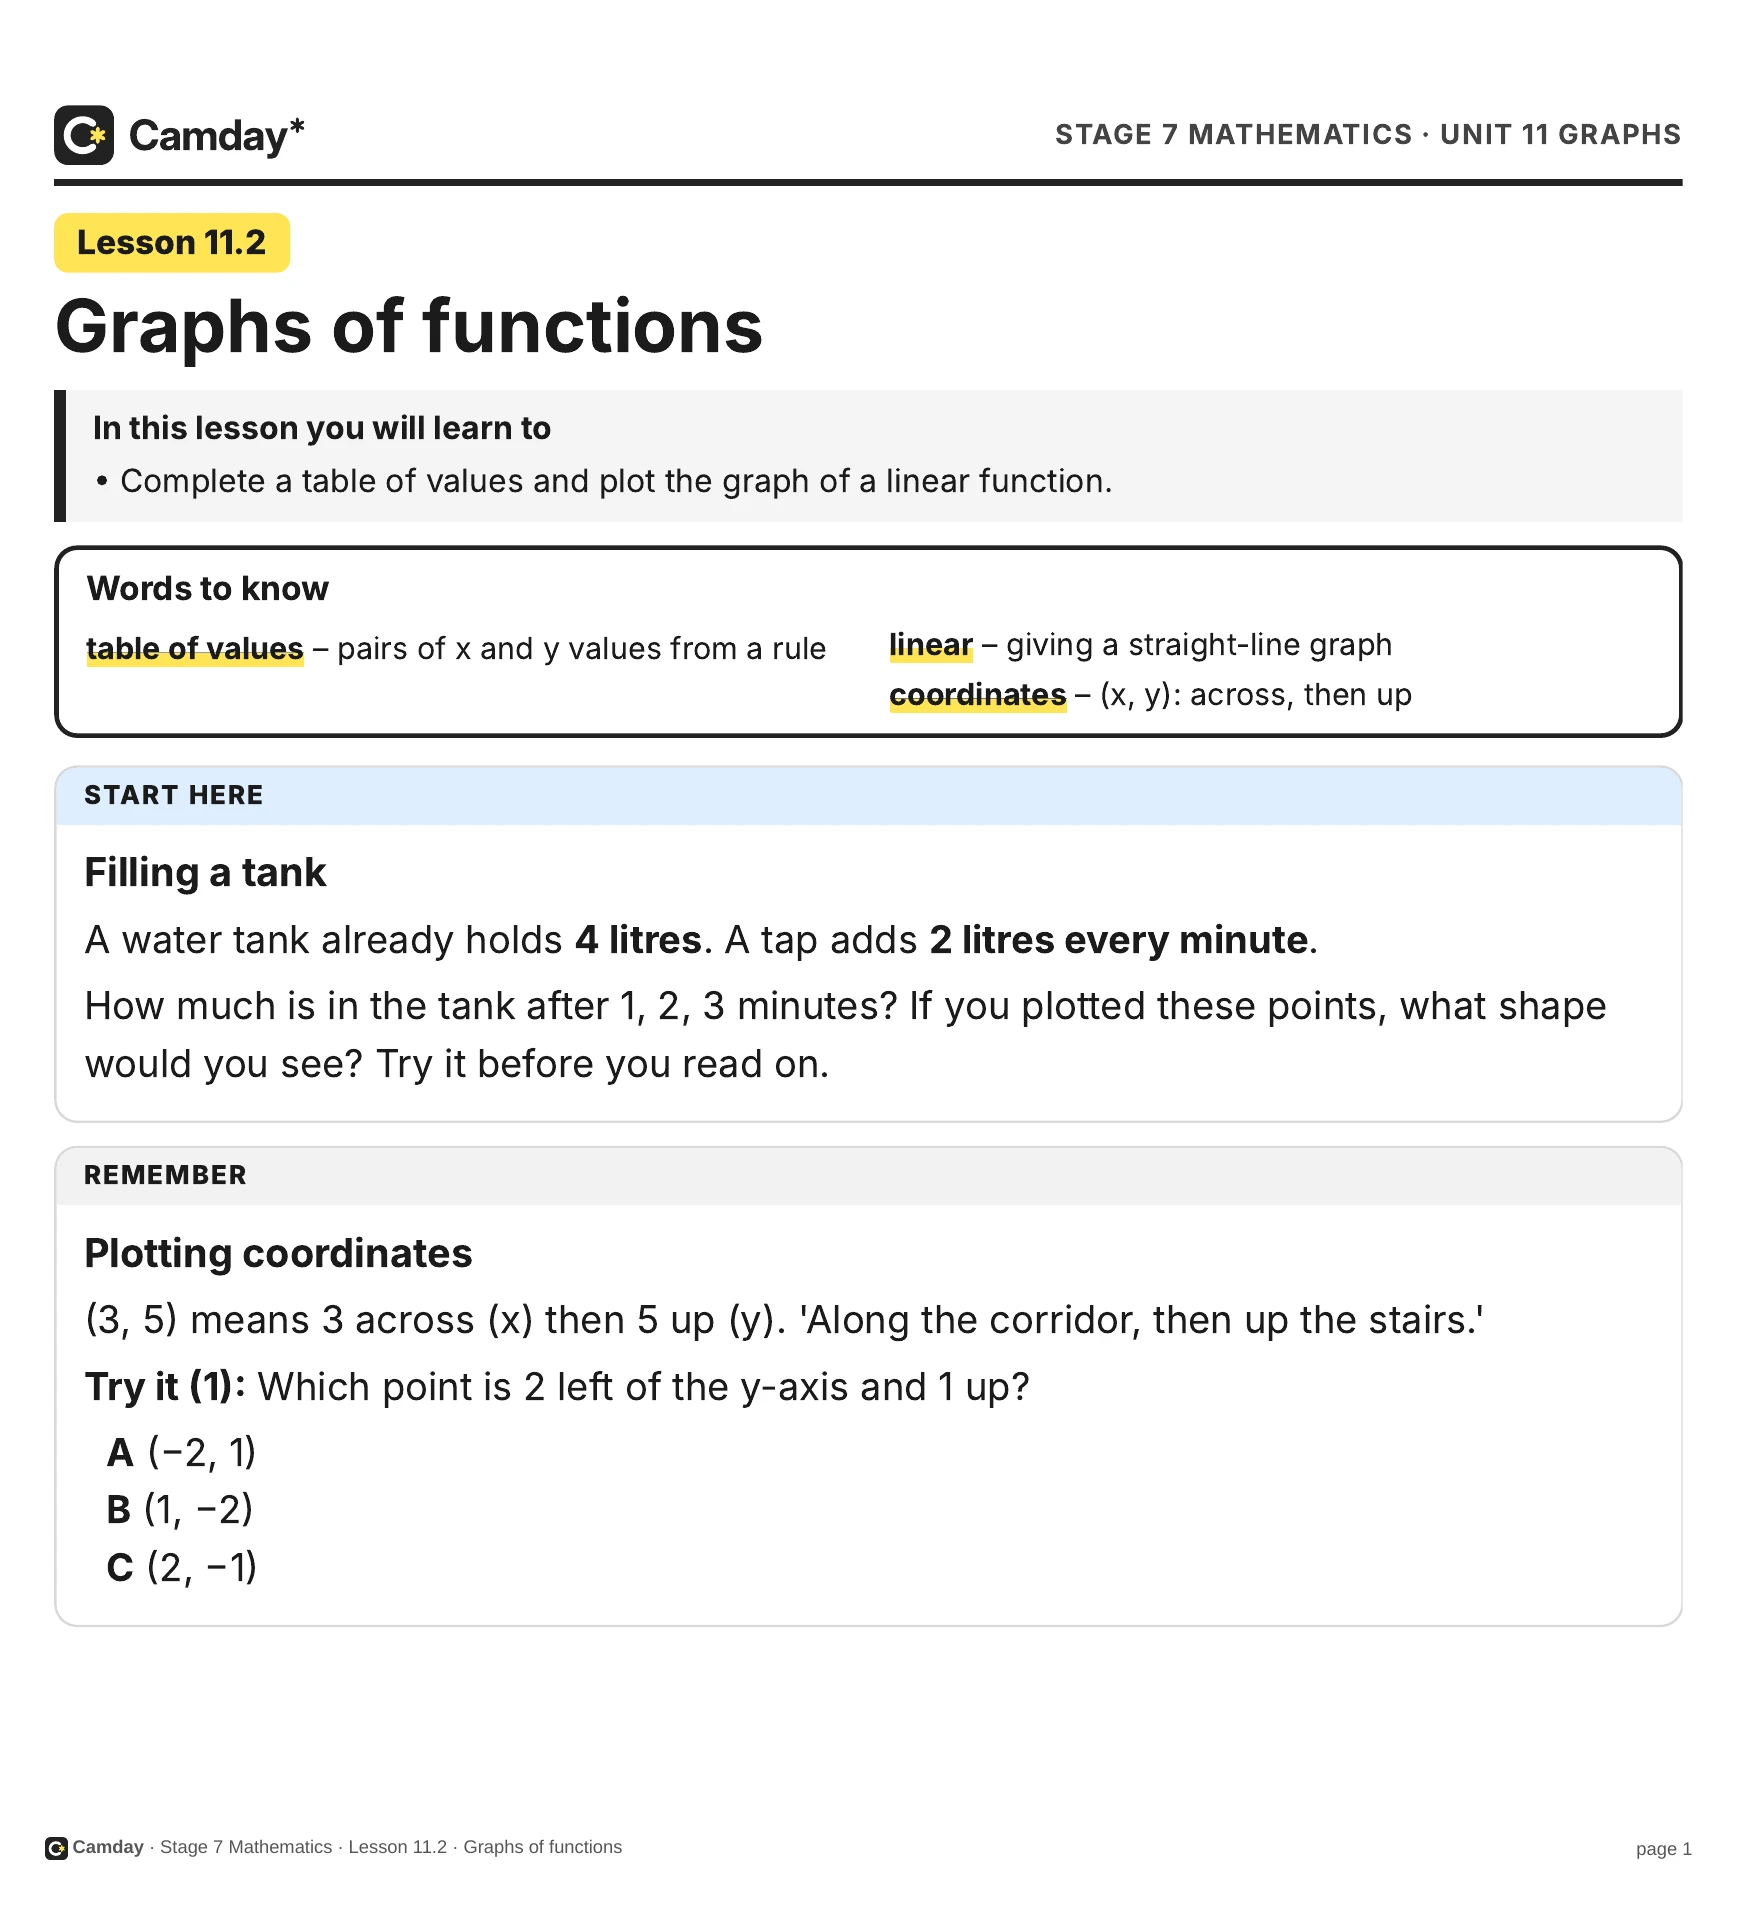 Camday*
STAGE 7 MATHEMATICS · UNIT 11 GRAPHS
Lesson 11.2
Graphs of functions
In this lesson you will learn to
• Complete a table of values and plot the graph of a linear function.
Words to know
table of values – pairs of x and y values from a rule
linear – giving a straight-line graph
coordinates – (x, y): across, then up
START HERE
Filling a tank
A water tank already holds 4 litres. A tap adds 2 litres every minute.
How much is in the tank after 1, 2, 3 minutes? If you plotted these points, what shape
would you see? Try it before you read on.
REMEMBER
Plotting coordinates
(3, 5) means 3 across (x) then 5 up (y). 'Along the corridor, then up the stairs.'
Try it (1): Which point is 2 left of the y-axis and 1 up?
A (−2, 1)
B (1, −2)
C (2, −1)
Camday · Stage 7 Mathematics · Lesson 11.2 · Graphs of functions
page 1